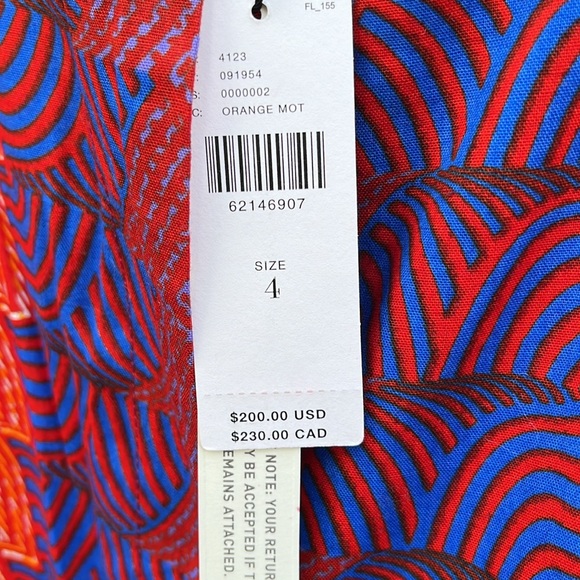 FL_155
4123
: 091954
S: 0000002
C: ORANGE MOT
62146907
SIZE
4
$200.00 USD
$230.00 CAD
NOTE: YOUR RETUR
BE ACCEPTED IF T
EMAINS ATTACHED.